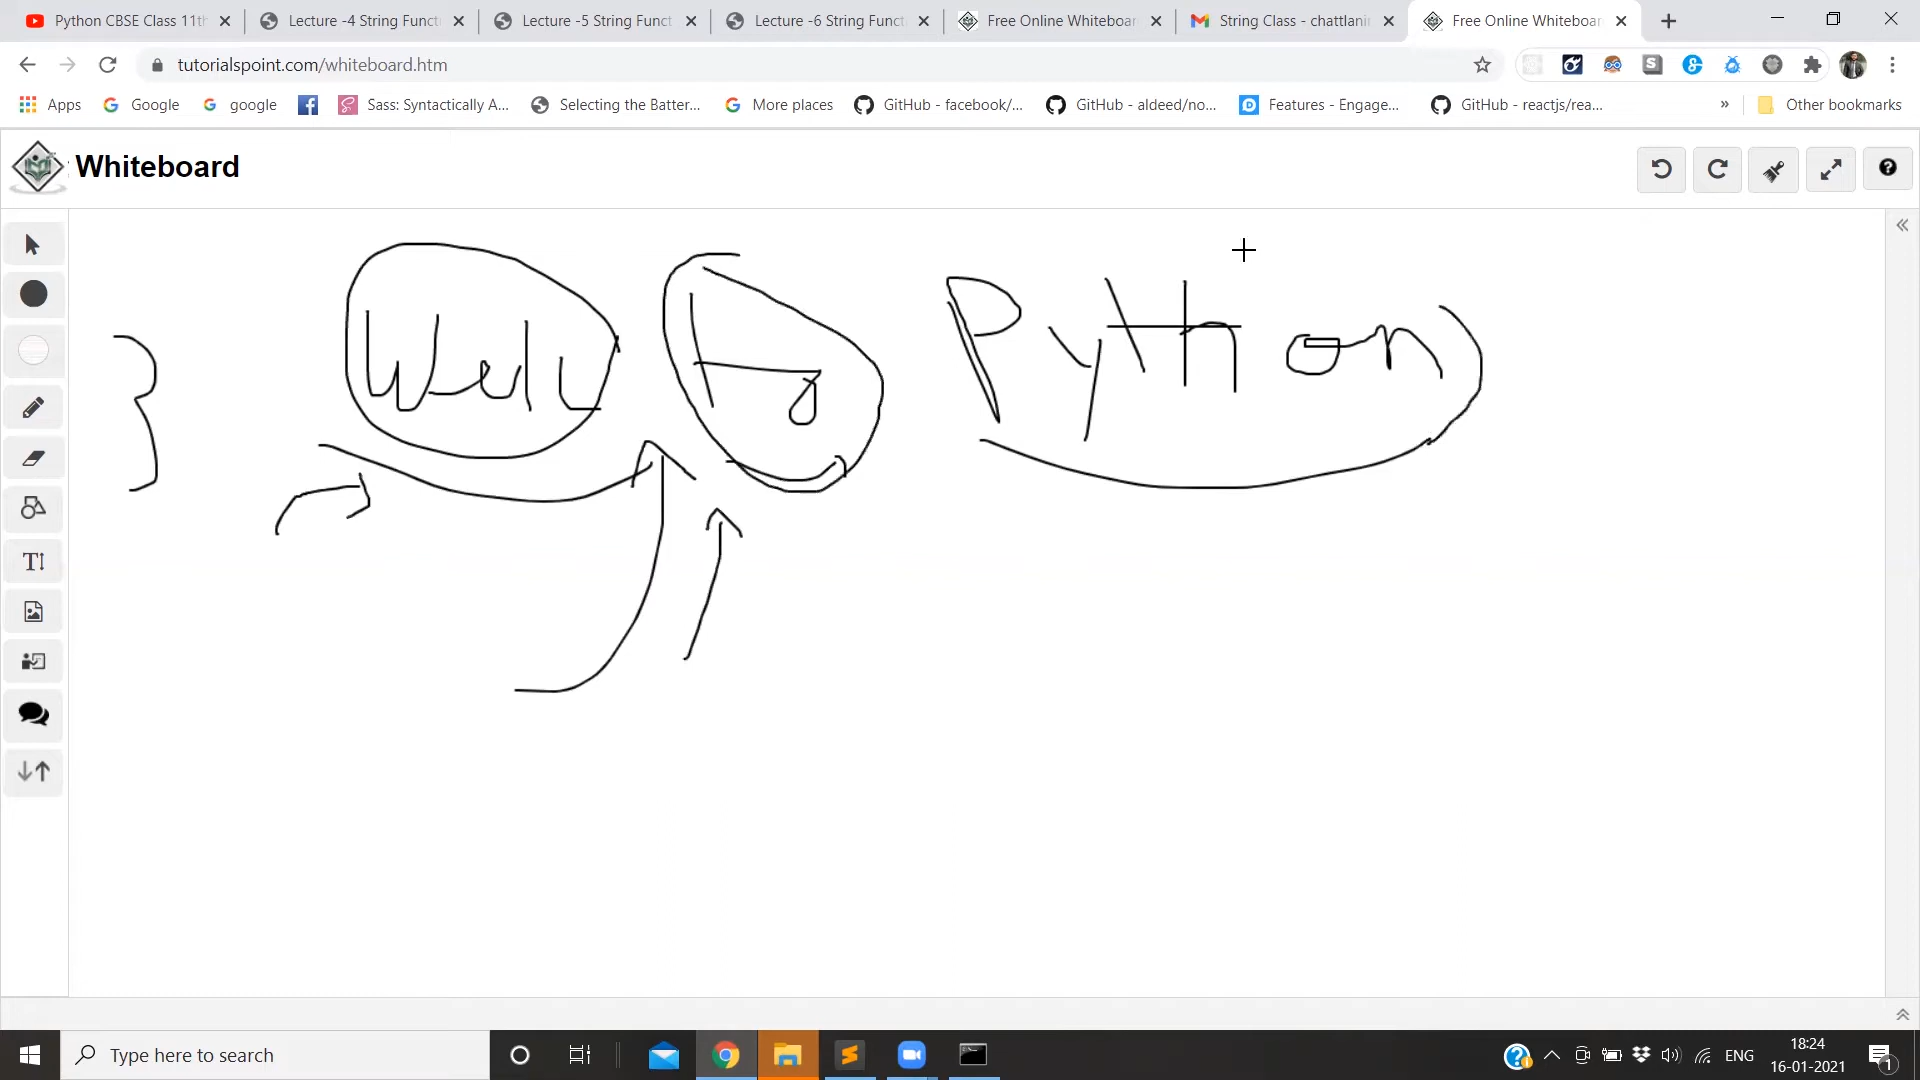 Python CBSE Class 11th
Lecture -4 String Funct
Lecture -5 String Funct
Lecture -6 String Funct
Free Online Whiteboar
String Class - chattlani
Free Online Whiteboar
tutorialspoint.com/whiteboard.htm
Apps Google google Sass: Syntactically A... Selecting the Batter... More places GitHub - facebook/... GitHub - aldeed/no... Features - Engage... GitHub - reactjs/rea... » Other bookmarks
Whiteboard
Python
Type here to search
ENG
18:24
16-01-2021
1